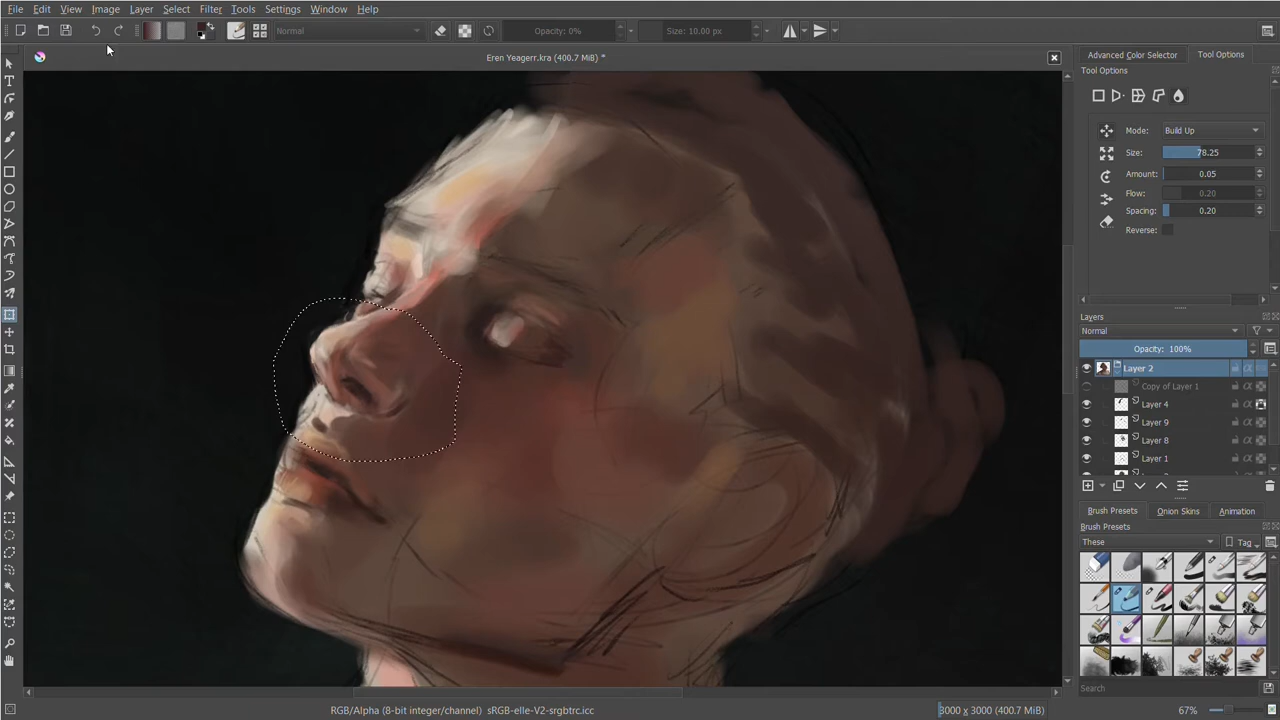 File Edit View Image Layer Select Filter Tools Settings Window Help
Normal Opacity: 0% Size: 10.00 px
Eren Yeagerr.kra (400.7 MiB) *
Advanced Color Selector Tool Options
Tool Options
Mode: Build Up
Size: 78.25
Amount: 0.05
Flow: 0.20
Spacing: 0.20
Reverse:
Layers
Normal
Opacity: 100%
Layer 2
Copy of Layer 1
Layer 4
Layer 9
Layer 8
Layer 1
Brush Presets Onion Skins Animation
Brush Presets
These Tag
Search
RGB/Alpha (8-bit integer/channel) sRGB-elle-V2-srgbtrc.icc 3000 x 3000 (400.7 MiB) 67%